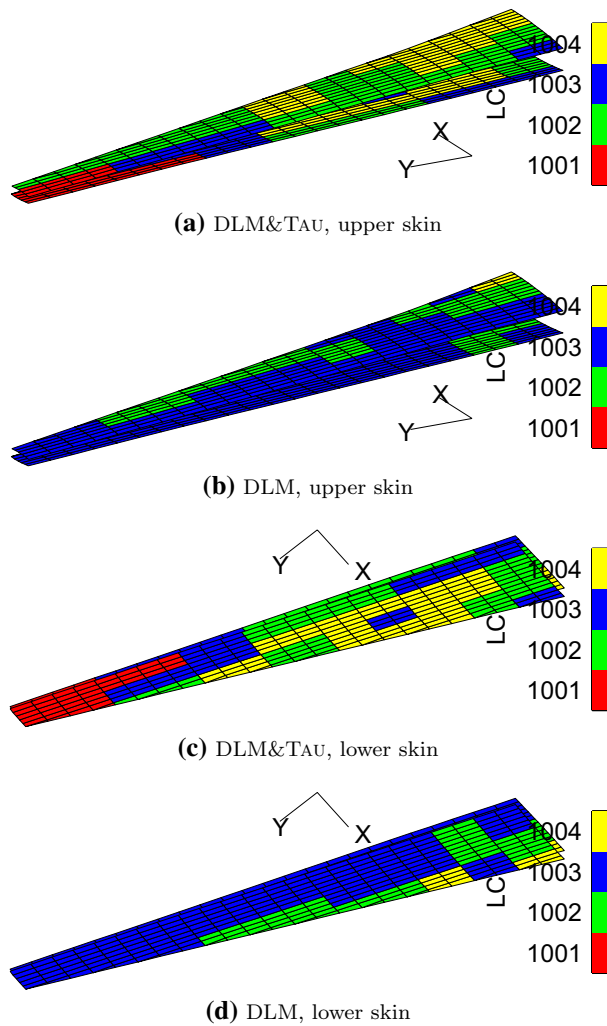 1004
1003
LC
1002
1001
X
Y
(a) DLM&TAU, upper skin
1004
1003
LC
1002
1001
X
Y
(b) DLM, upper skin
Y
X
1004
1003
LC
1002
1001
(c) DLM&TAU, lower skin
Y
X
1004
1003
LC
1002
1001
(d) DLM, lower skin